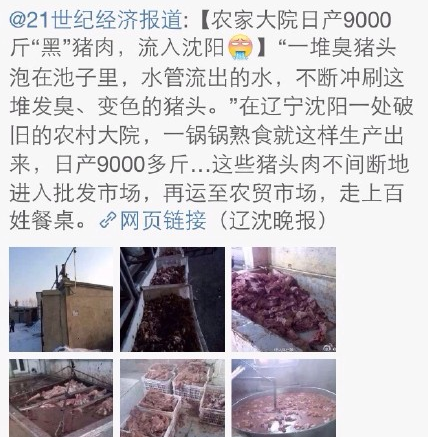 @21世纪经济报道:【农家大院日产9000
斤“黑”猪肉，流入沈阳😭】“一堆臭猪头
泡在池子里，水管流出的水，不断冲刷这
堆发臭、变色的猪头。”在辽宁沈阳一处破
旧的农村大院，一锅锅熟食就这样生产出
来，日产9000多斤…这些猪头肉不间断地
进入批发市场，再运至农贸市场，走上百
姓餐桌。网页链接（辽沈晚报）